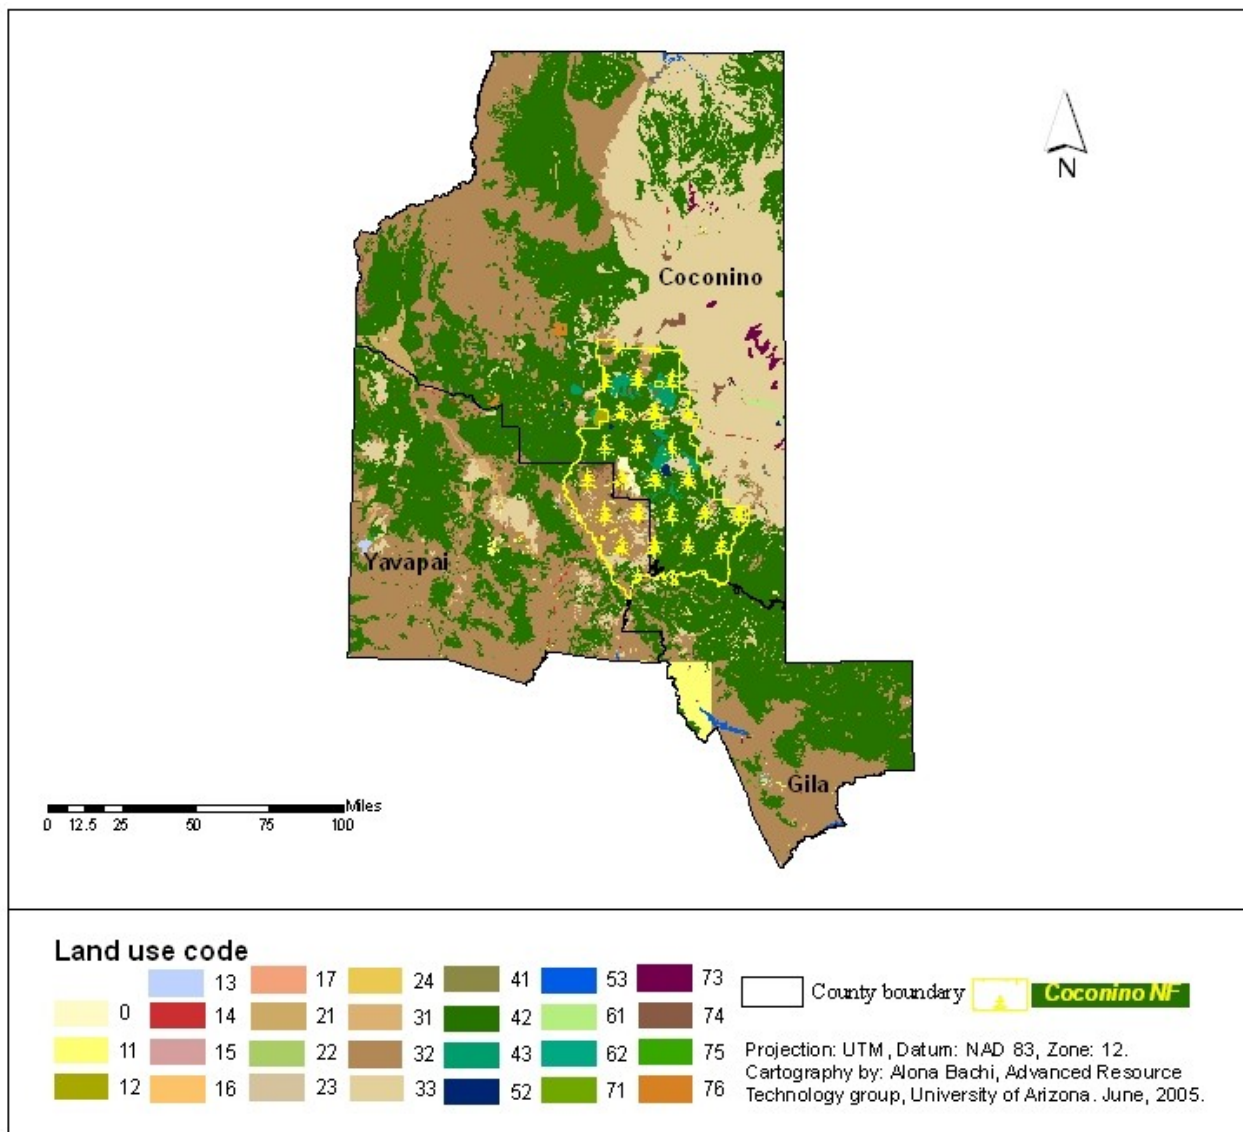 N
Coconino
Yavapai
Gila
Miles
0 12.5 25 50 75 100
Land use code
13 17 24 41 53 73
0 14 21 31 42 61 74
11 15 22 32 43 62 75
12 16 23 33 52 71 76
County boundary
Coconino NF
Projection: UTM, Datum: NAD 83, Zone: 12.
Cartography by: Alona Bachi, Advanced Resource
Technology group, University of Arizona. June, 2005.